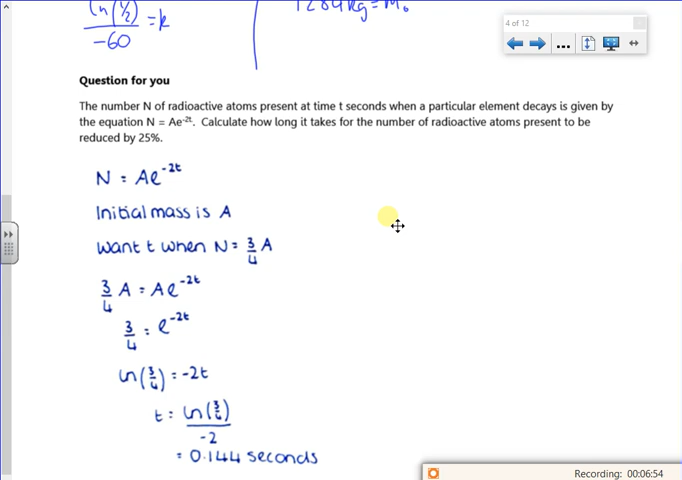 ln(1/2) = k
-60
1284kg = M₀
4 of 12
Question for you
The number N of radioactive atoms present at time t seconds when a particular element decays is given by
the equation N = Ae⁻²ᵗ. Calculate how long it takes for the number of radioactive atoms present to be
reduced by 25%.
N = Ae⁻²ᵗ
Initial mass is A
Want t when N = 3/4 A
3/4 A = Ae⁻²ᵗ
3/4 = e⁻²ᵗ
ln(3/4) = -2t
t = ln(3/4)
-2
= 0.144 seconds
Recording: 00:06:54